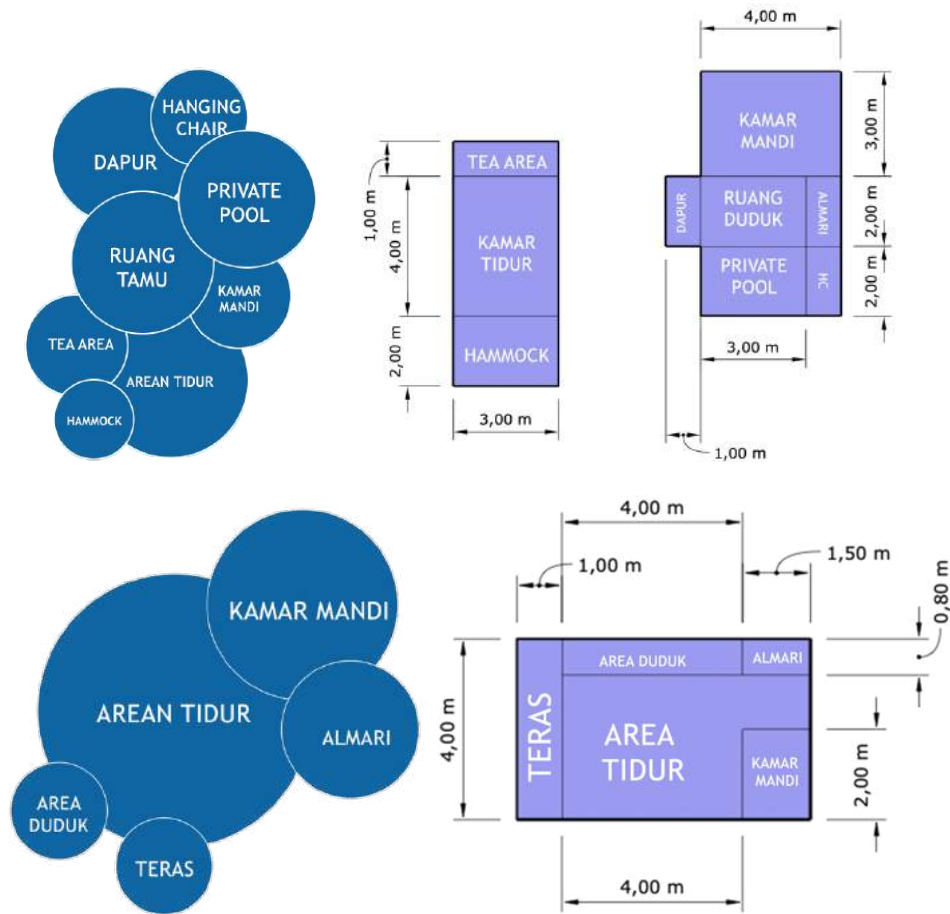 HANGING
CHAIR
DAPUR
PRIVATE
POOL
RUANG
TAMU
KAMAR
MANDI
TEA AREA
AREAN TIDUR
HAMMOCK
1,00 m
TEA AREA
4,00 m
KAMAR
TIDUR
2,00 m
HAMMOCK
3,00 m
4,00 m
KAMAR
MANDI
3,00 m
DAPUR
RUANG
DUDUK
ALMARI
2,00 m
PRIVATE
POOL
HC
2,00 m
3,00 m
1,00 m
KAMAR MANDI
AREAN TIDUR
ALMARI
AREA
DUDUK
TERAS
4,00 m
1,00 m
1,50 m
0,80 m
AREA DUDUK
ALMARI
4,00 m
TERAS
AREA
TIDUR
KAMAR
MANDI
2,00 m
4,00 m